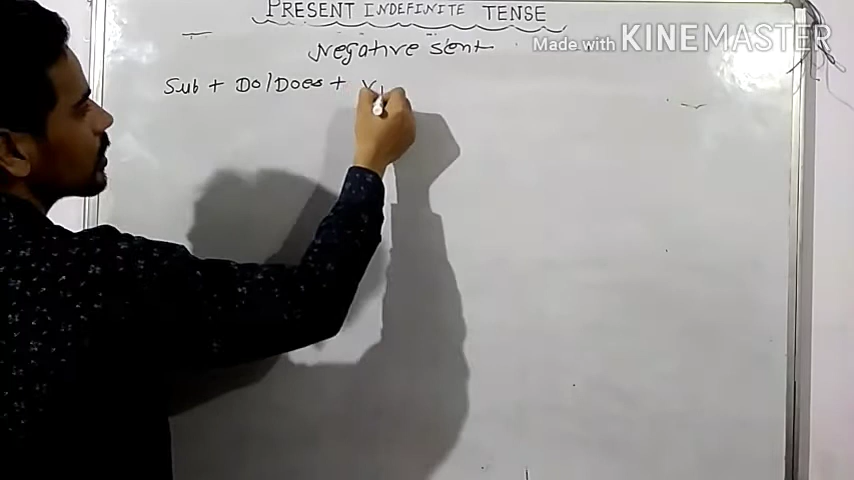 PRESENT INDEFINITE TENSE
Negative sent
Made with KINEMASTER
Sub + Do/Does + V